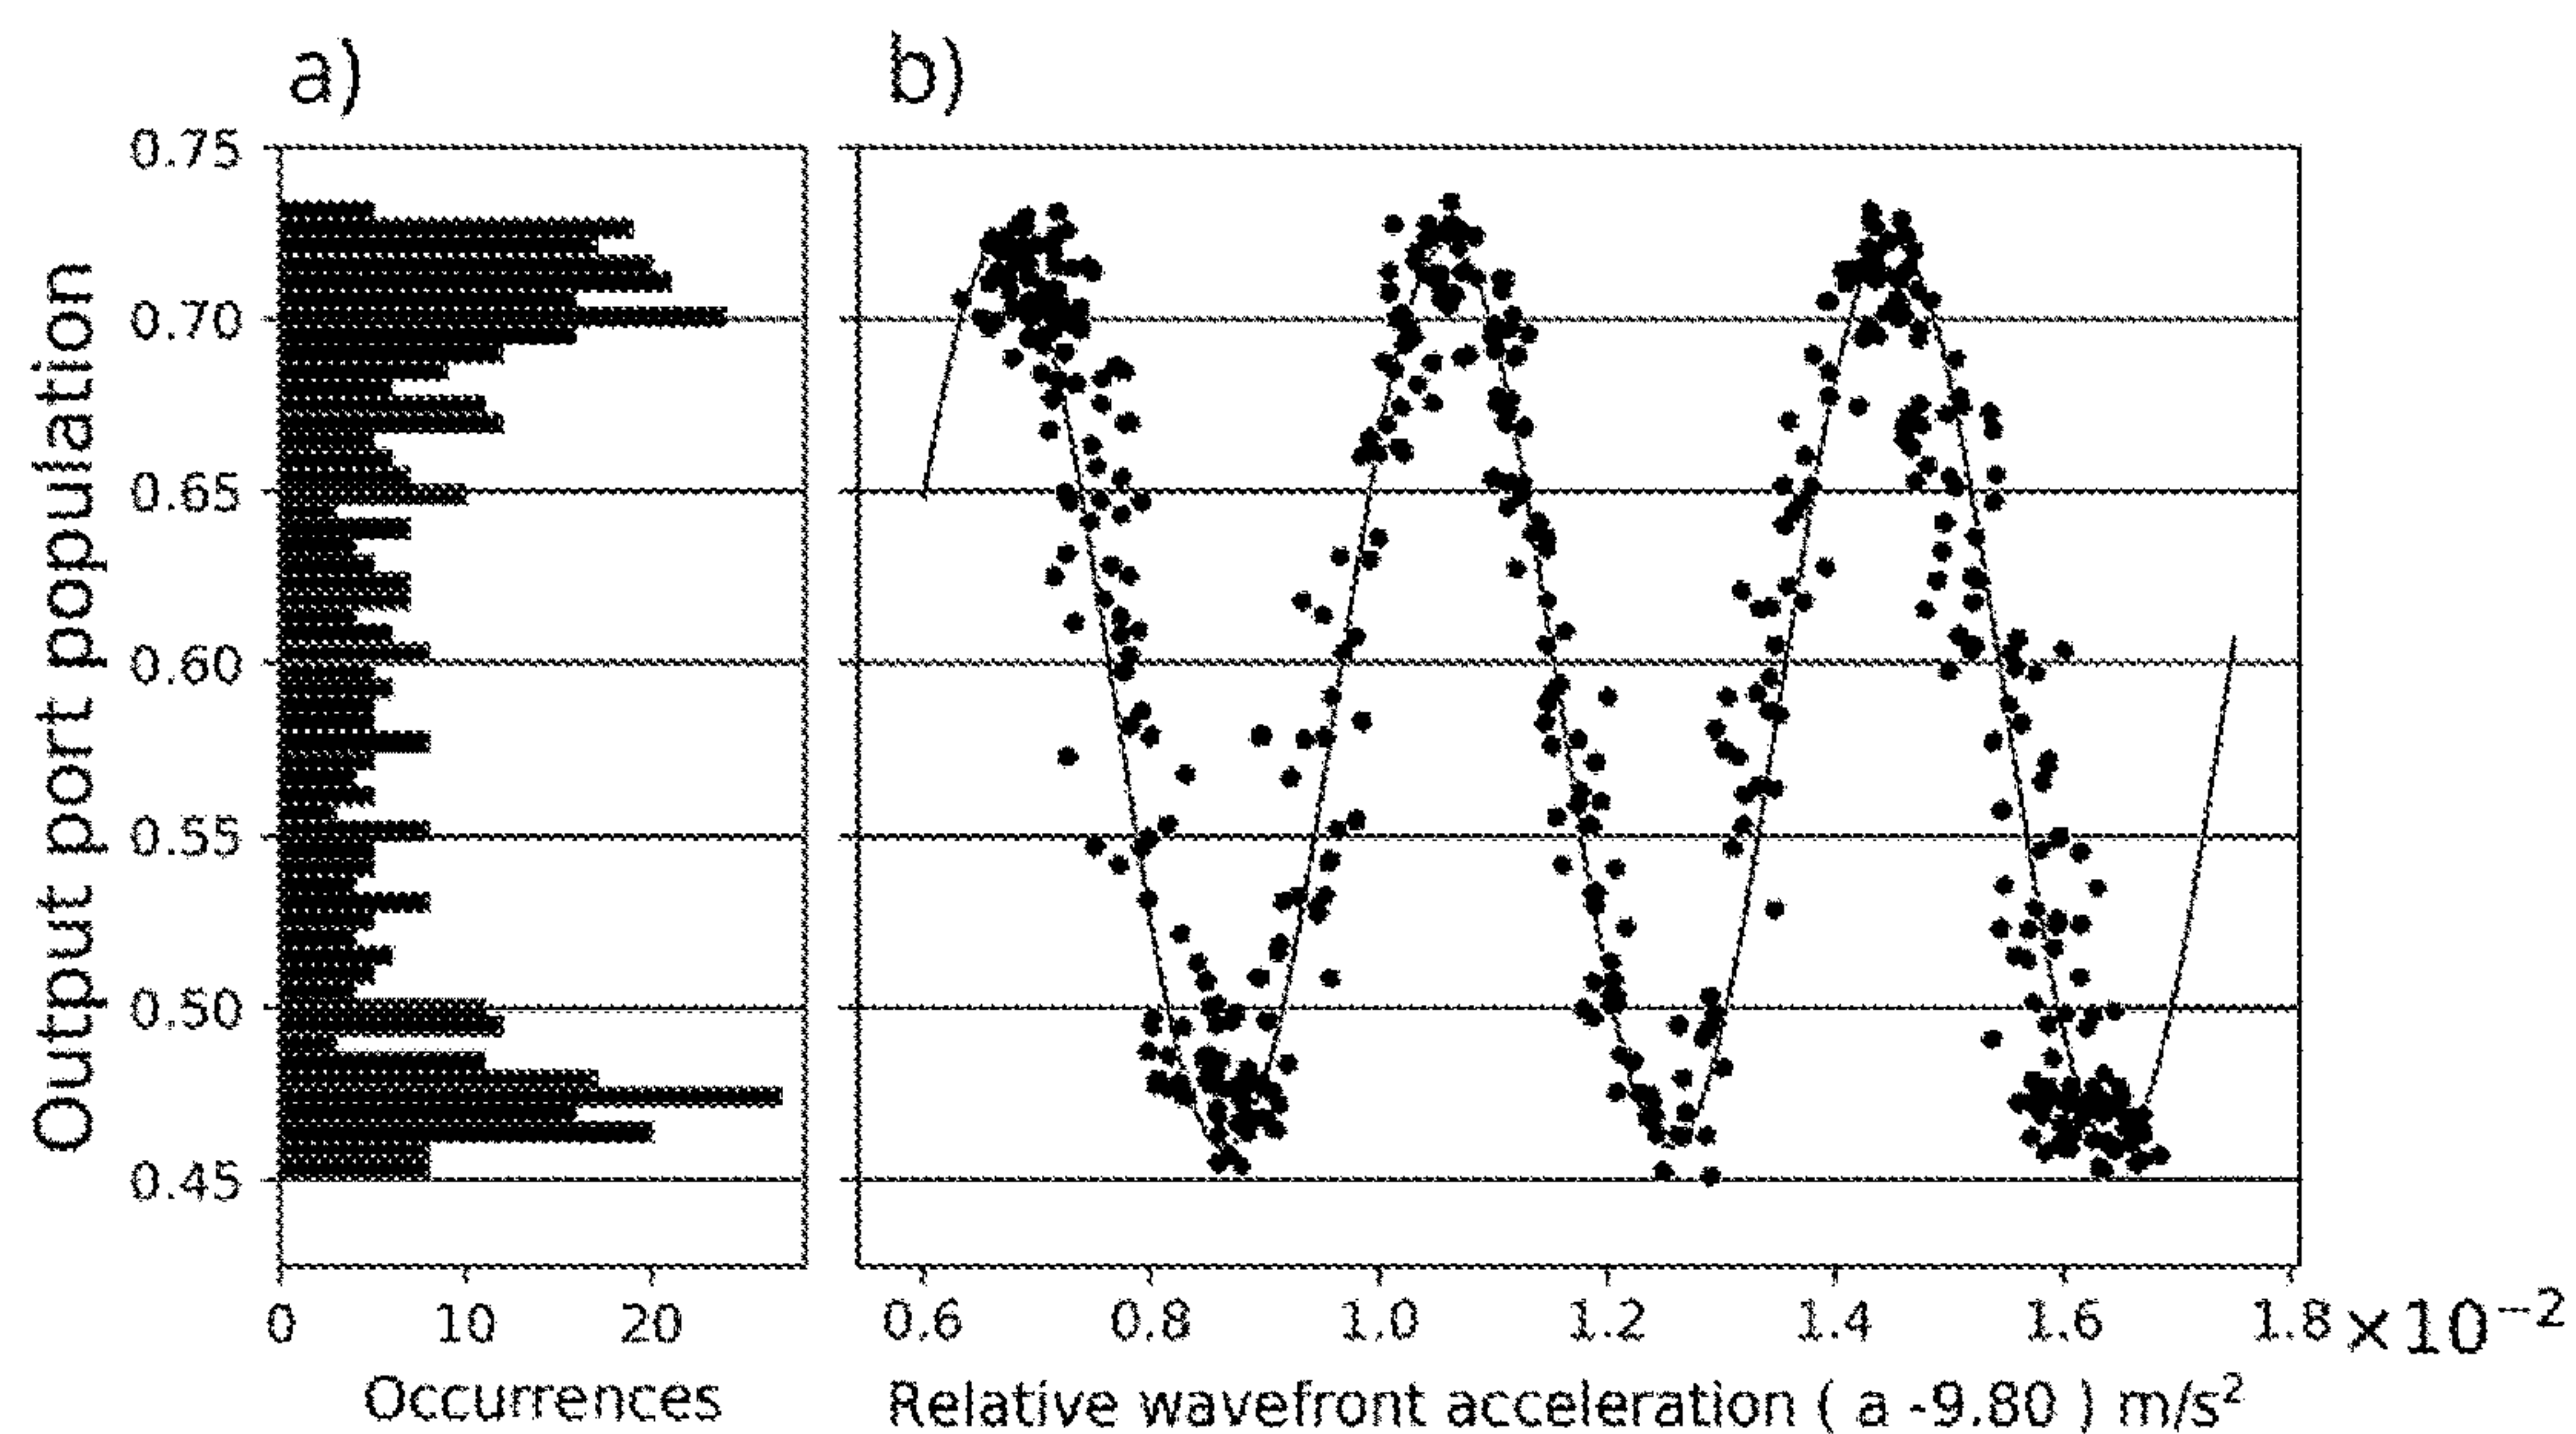 a) b)
Output port population
0.75
0.70
0.65
0.60
0.55
0.50
0.45
0 10 20 0.6 0.8 1.0 1.2 1.4 1.6 1.8 ×10⁻²
Occurrences Relative wavefront acceleration ( a -9.80 ) m/s²